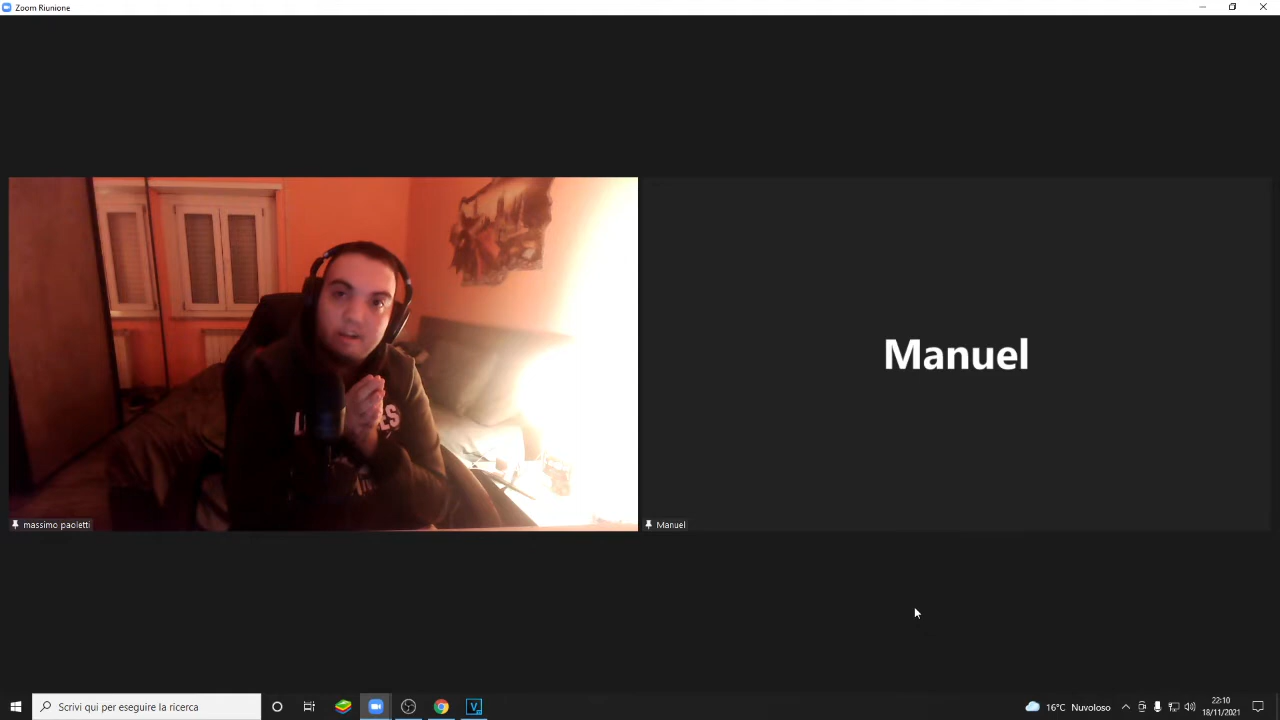 Zoom Riunione
Manuel
massimo paoletti
Manuel
Scrivi qui per eseguire la ricerca
16°C Nuvoloso
22:10
18/11/2021